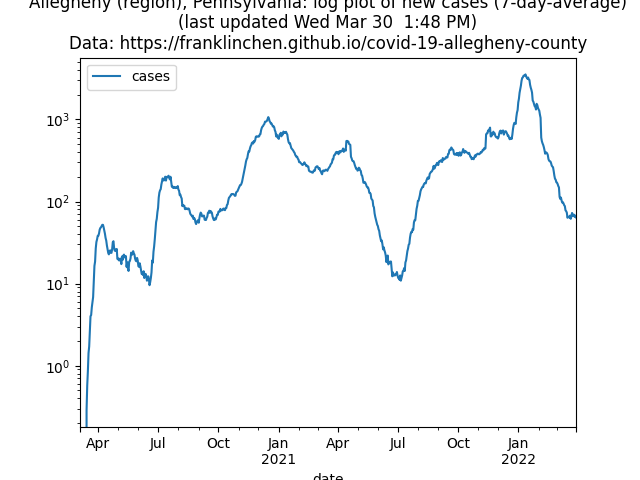 Allegheny (region), Pennsylvania: log plot of new cases (7-day-average)
(last updated Wed Mar 30 1:48 PM)
Data: https://franklinchen.github.io/covid-19-allegheny-county
cases
10³
10²
10¹
10⁰
Apr Jul Oct Jan Apr Jul Oct Jan
2021 2022
date